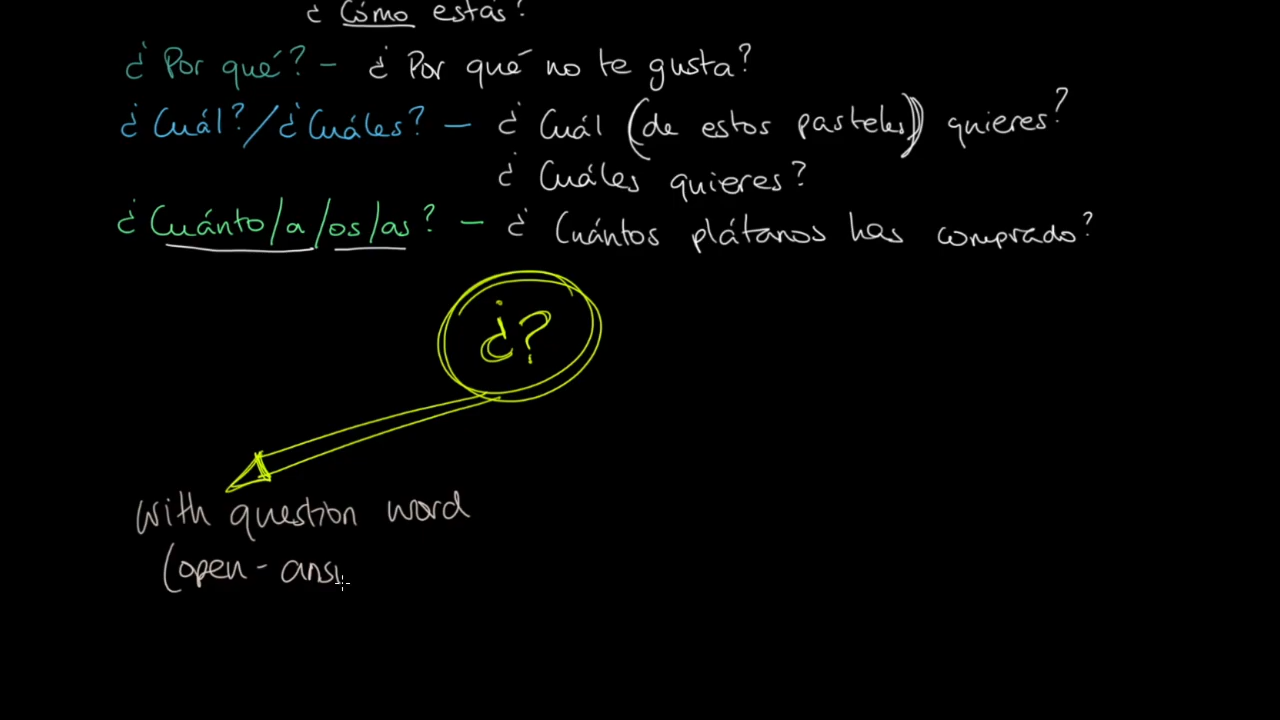 ¿Cómo estás?
¿Por qué? – ¿Por qué no te gusta?
¿Cuál?/¿Cuáles? – ¿Cuál (de estos pasteles) quieres?
¿Cuáles quieres?
¿Cuánto/a/os/as? – ¿Cuántos plátanos has comprado?
¿?
With question word
(open-ans